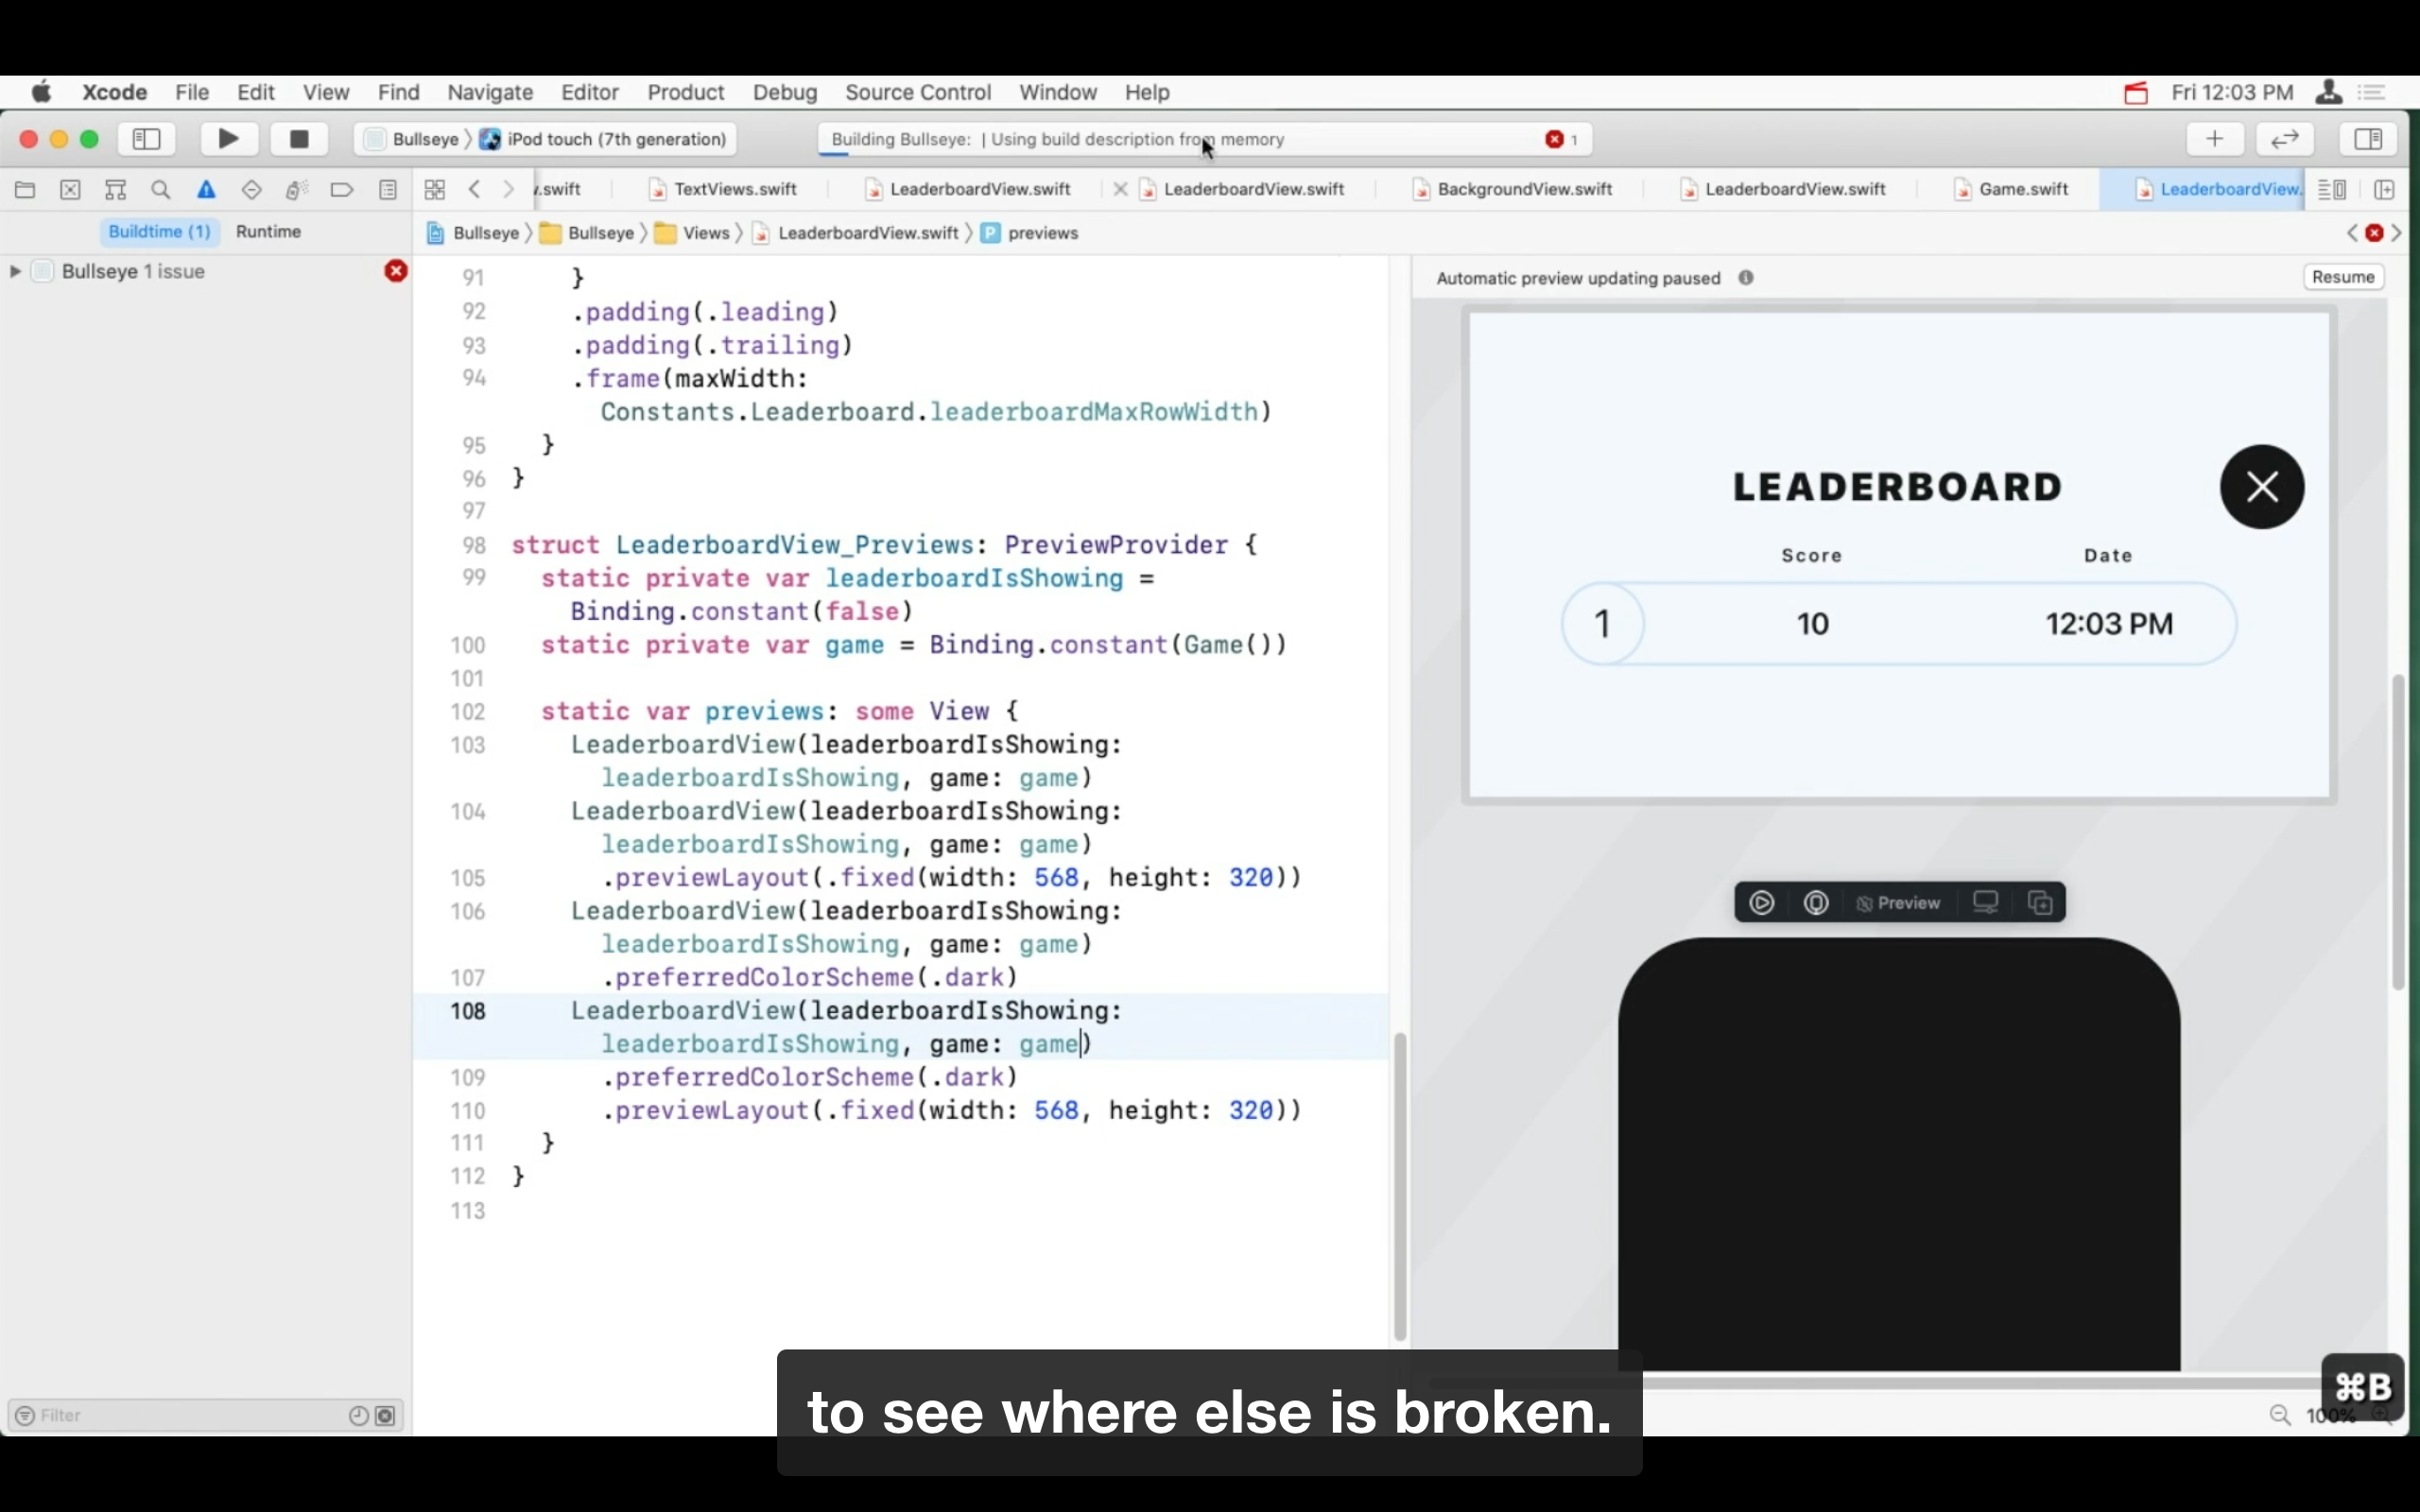 Xcode File Edit View Find Navigate Editor Product Debug Source Control Window Help Fri 12:03 PM
Bullseye iPod touch (7th generation) Building Bullseye: | Using build description from memory 1
.swift TextViews.swift LeaderboardView.swift LeaderboardView.swift BackgroundView.swift LeaderboardView.swift Game.swift LeaderboardView.
Buildtime (1) Runtime
Bullseye Bullseye Views LeaderboardView.swift P previews
Bullseye 1 issue
91 }
92 .padding(.leading)
93 .padding(.trailing)
94 .frame(maxWidth:
Constants.Leaderboard.leaderboardMaxRowWidth)
95 }
96 }
97
98 struct LeaderboardView_Previews: PreviewProvider {
99 static private var leaderboardIsShowing =
Binding.constant(false)
100 static private var game = Binding.constant(Game())
101
102 static var previews: some View {
103 LeaderboardView(leaderboardIsShowing:
leaderboardIsShowing, game: game)
104 LeaderboardView(leaderboardIsShowing:
leaderboardIsShowing, game: game)
105 .previewLayout(.fixed(width: 568, height: 320))
106 LeaderboardView(leaderboardIsShowing:
leaderboardIsShowing, game: game)
107 .preferredColorScheme(.dark)
108 LeaderboardView(leaderboardIsShowing:
leaderboardIsShowing, game: game)
109 .preferredColorScheme(.dark)
110 .previewLayout(.fixed(width: 568, height: 320))
111 }
112 }
113
Automatic preview updating paused Resume
LEADERBOARD
Score Date
1 10 12:03 PM
Preview
Filter
⌘B
100%
to see where else is broken.